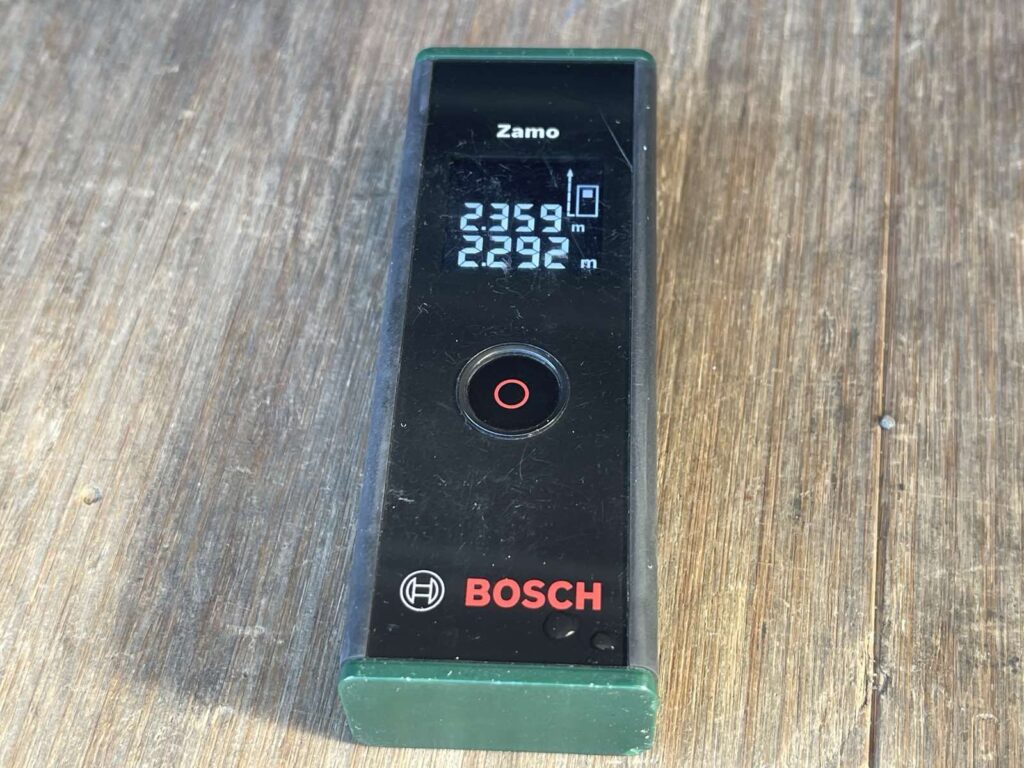 Zamo
2.359 m
2.292 m
BOSCH